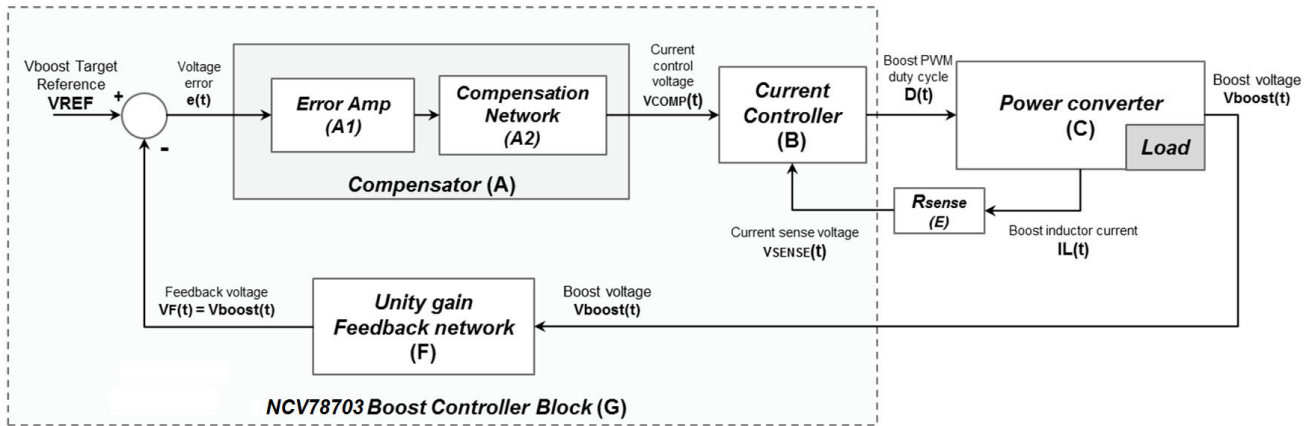 Vboost Target
Reference
VREF
+
-
Voltage
error
e(t)
Error Amp
(A1)
Compensation
Network
(A2)
Compensator (A)
Current
control
voltage
VCOMP(t)
Current
Controller
(B)
Boost PWM
duty cycle
D(t)
Power converter
(C)
Load
Boost voltage
Vboost(t)
Rsense
(E)
Current sense voltage
VSENSE(t)
Boost inductor current
IL(t)
Feedback voltage
VF(t) = Vboost(t)
Unity gain
Feedback network
(F)
Boost voltage
Vboost(t)
NCV78703 Boost Controller Block (G)